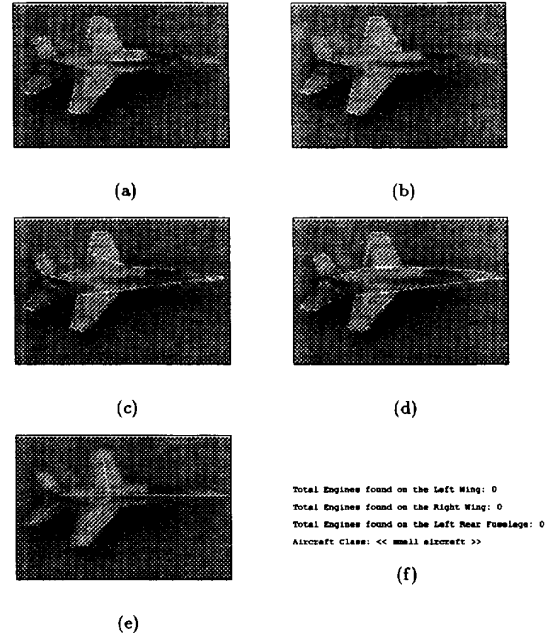 (a)
(b)
(c)
(d)
Total Engines found on the Left Wing: 0
Total Engines found on the Right Wing: 0
Total Engines found on the Left Rear Fuselage: 0
Aircraft Class: << small aircraft >>
(f)
(e)